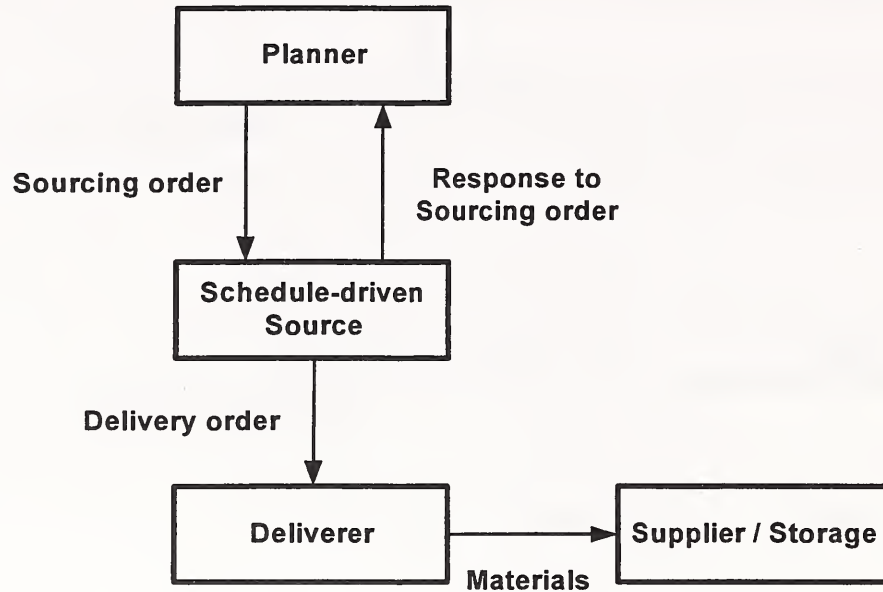 Planner
Sourcing order
Response to
Sourcing order
Schedule-driven
Source
Delivery order
Deliverer
Supplier / Storage
Materials